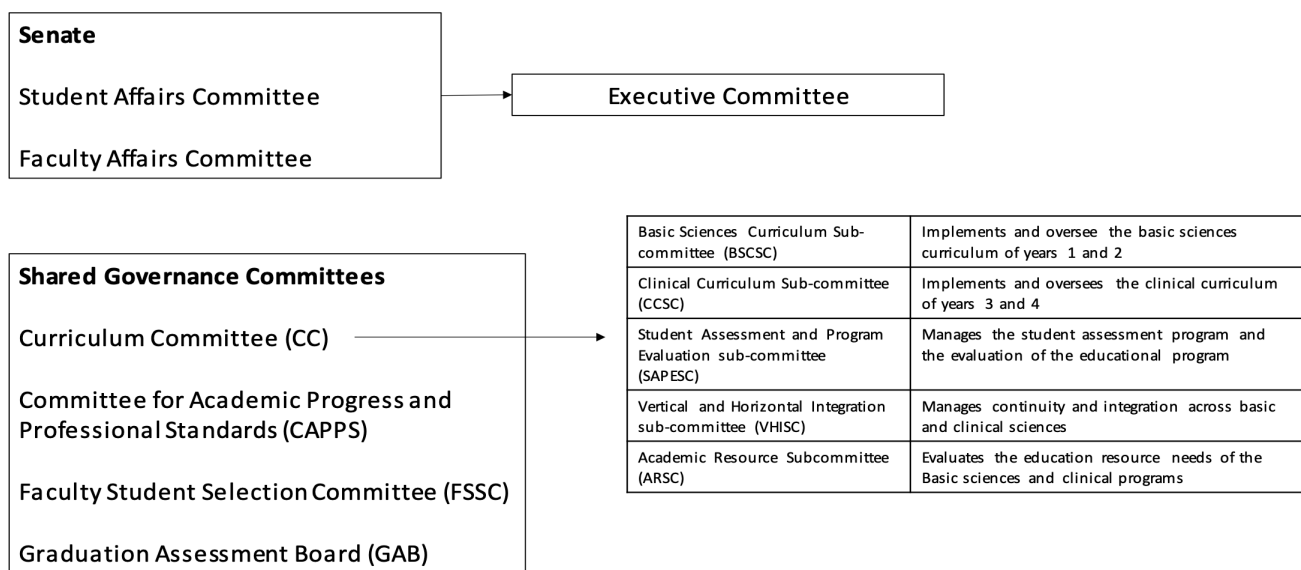 Senate
Student Affairs Committee
Faculty Affairs Committee
Executive Committee
Shared Governance Committees
Curriculum Committee (CC)
Committee for Academic Progress and
Professional Standards (CAPPS)
Faculty Student Selection Committee (FSSC)
Graduation Assessment Board (GAB)
Basic Sciences Curriculum Sub-
committee (BSCSC)
Implements and oversee the basic sciences
curriculum of years 1 and 2
Clinical Curriculum Sub-committee
(CCSC)
Implements and oversees the clinical curriculum
of years 3 and 4
Student Assessment and Program
Evaluation sub-committee
(SAPESC)
Manages the student assessment program and
the evaluation of the educational program
Vertical and Horizontal Integration
sub-committee (VHISC)
Manages continuity and integration across basic
and clinical sciences
Academic Resource Subcommittee
(ARSC)
Evaluates the education resource needs of the
Basic sciences and clinical programs